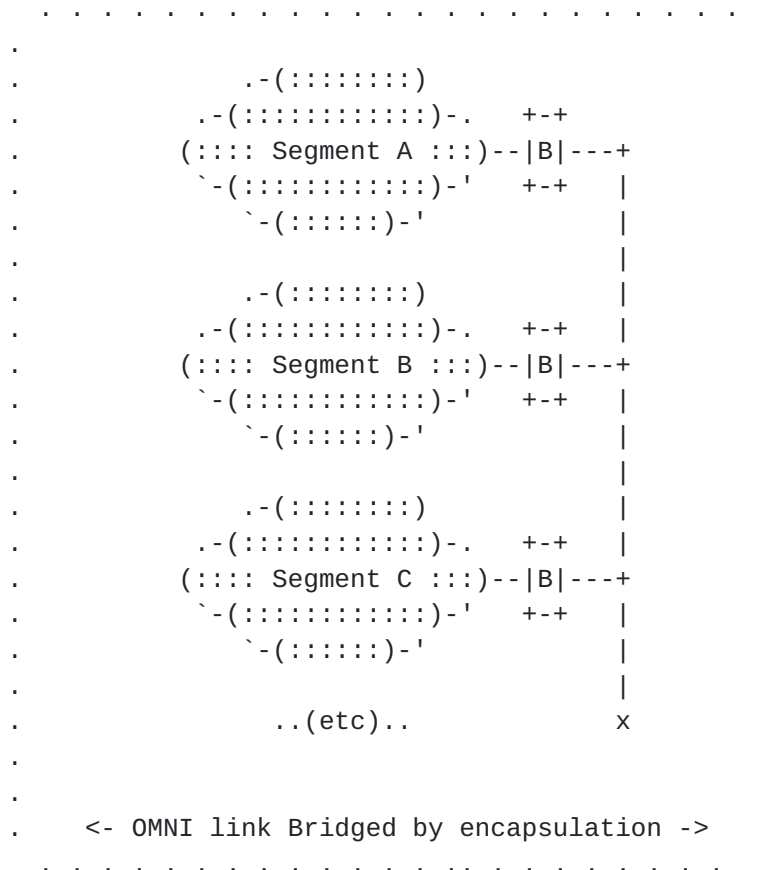 . . . . . . . . . . . . . . . . . . . . . . .
.
.              .-(::::::::)
.           .-(::::::::::::)-.   +-+
.          (:::: Segment A :::)--|B|---+
.           `-(::::::::::::)-'   +-+   |
.              `-(::::::)-'            |
.                                      |
.              .-(::::::::)            |
.           .-(::::::::::::)-.   +-+   |
.          (:::: Segment B :::)--|B|---+
.           `-(::::::::::::)-'   +-+   |
.              `-(::::::)-'            |
.                                      |
.              .-(::::::::)            |
.           .-(::::::::::::)-.   +-+   |
.          (:::: Segment C :::)--|B|---+
.           `-(::::::::::::)-'   +-+   |
.              `-(::::::)-'            |
.                                      |
.                ..(etc)..             x
.
.
.    <- OMNI link Bridged by encapsulation ->
. . . . . . . . . . . . . .. . . . . . . . .